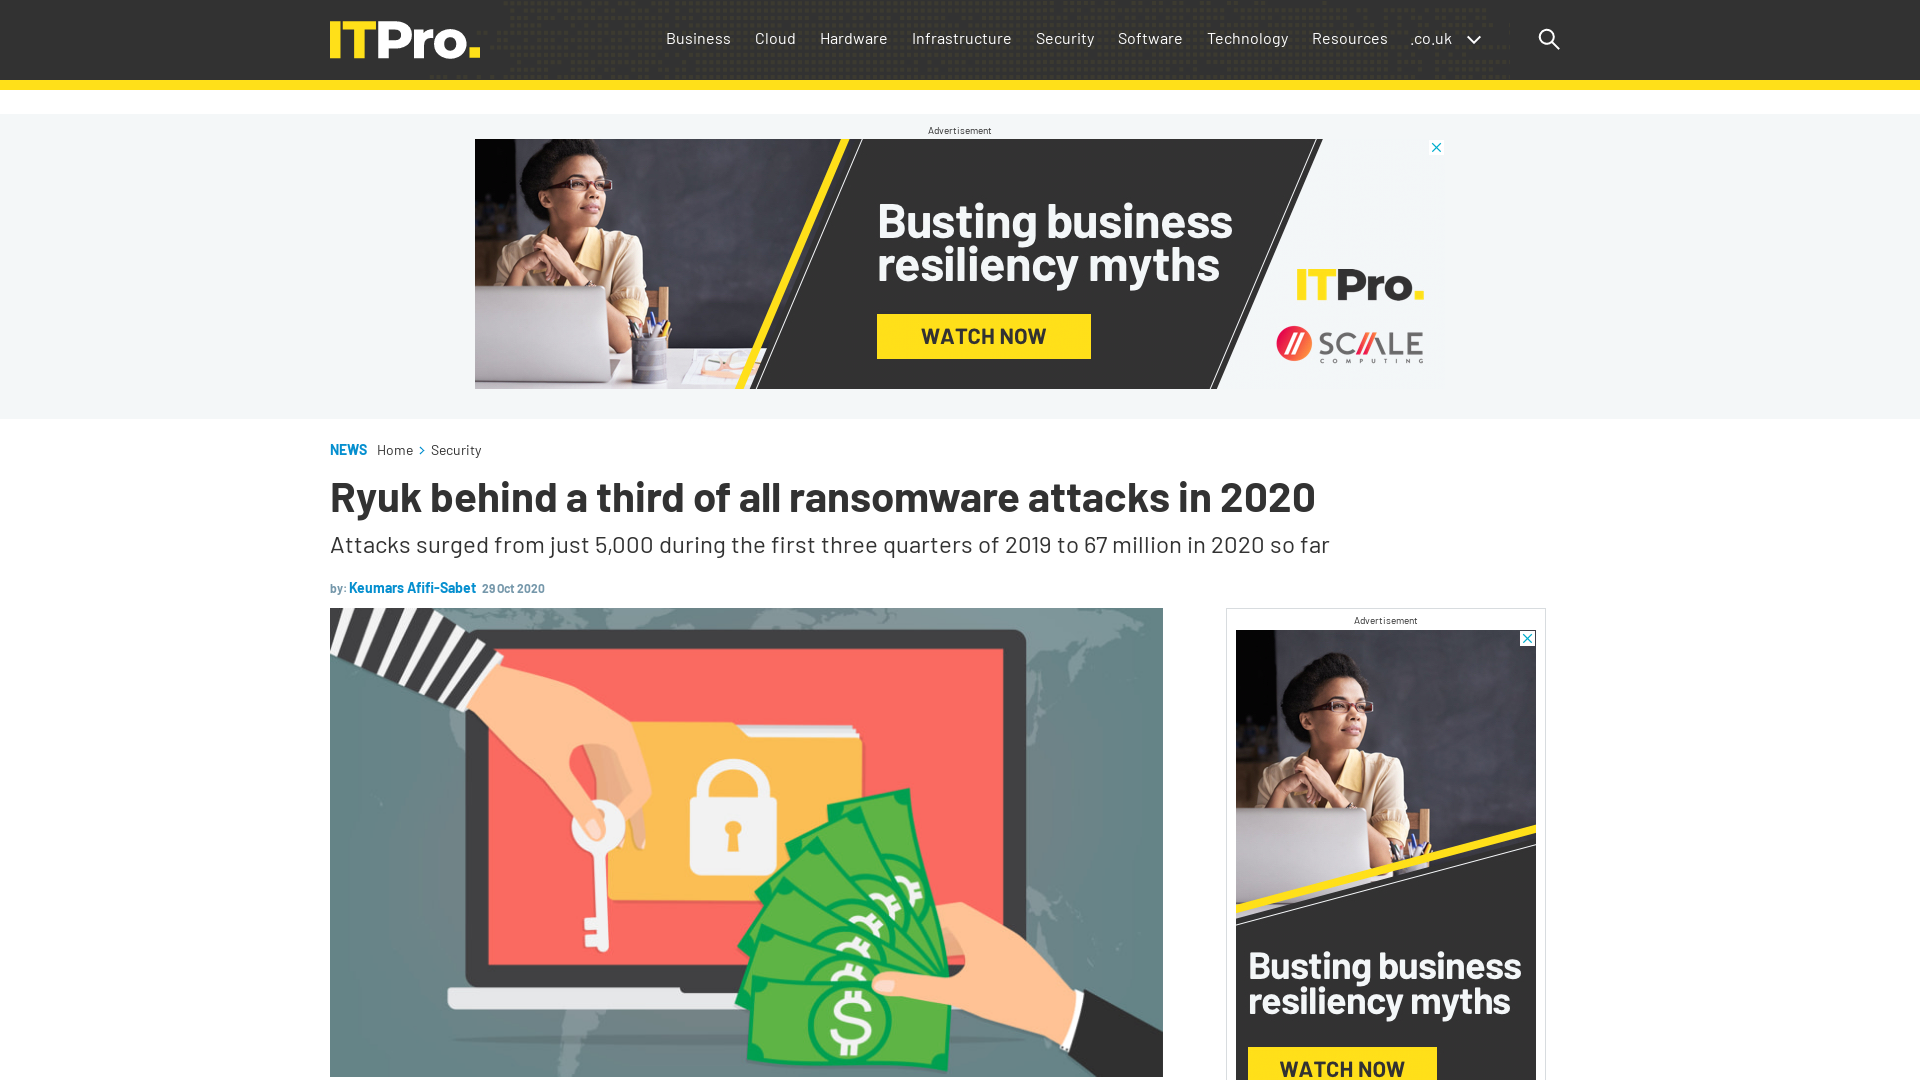 ITPro.
Business Cloud Hardware Infrastructure Security Software Technology Resources .co.uk
Advertisement
Busting business
resiliency myths
WATCH NOW
ITPro.
SCALE
COMPUTING
NEWS Home > Security
Ryuk behind a third of all ransomware attacks in 2020
Attacks surged from just 5,000 during the first three quarters of 2019 to 67 million in 2020 so far
by: Keumars Afifi-Sabet 29 Oct 2020
$
Advertisement
Busting business
resiliency myths
WATCH NOW